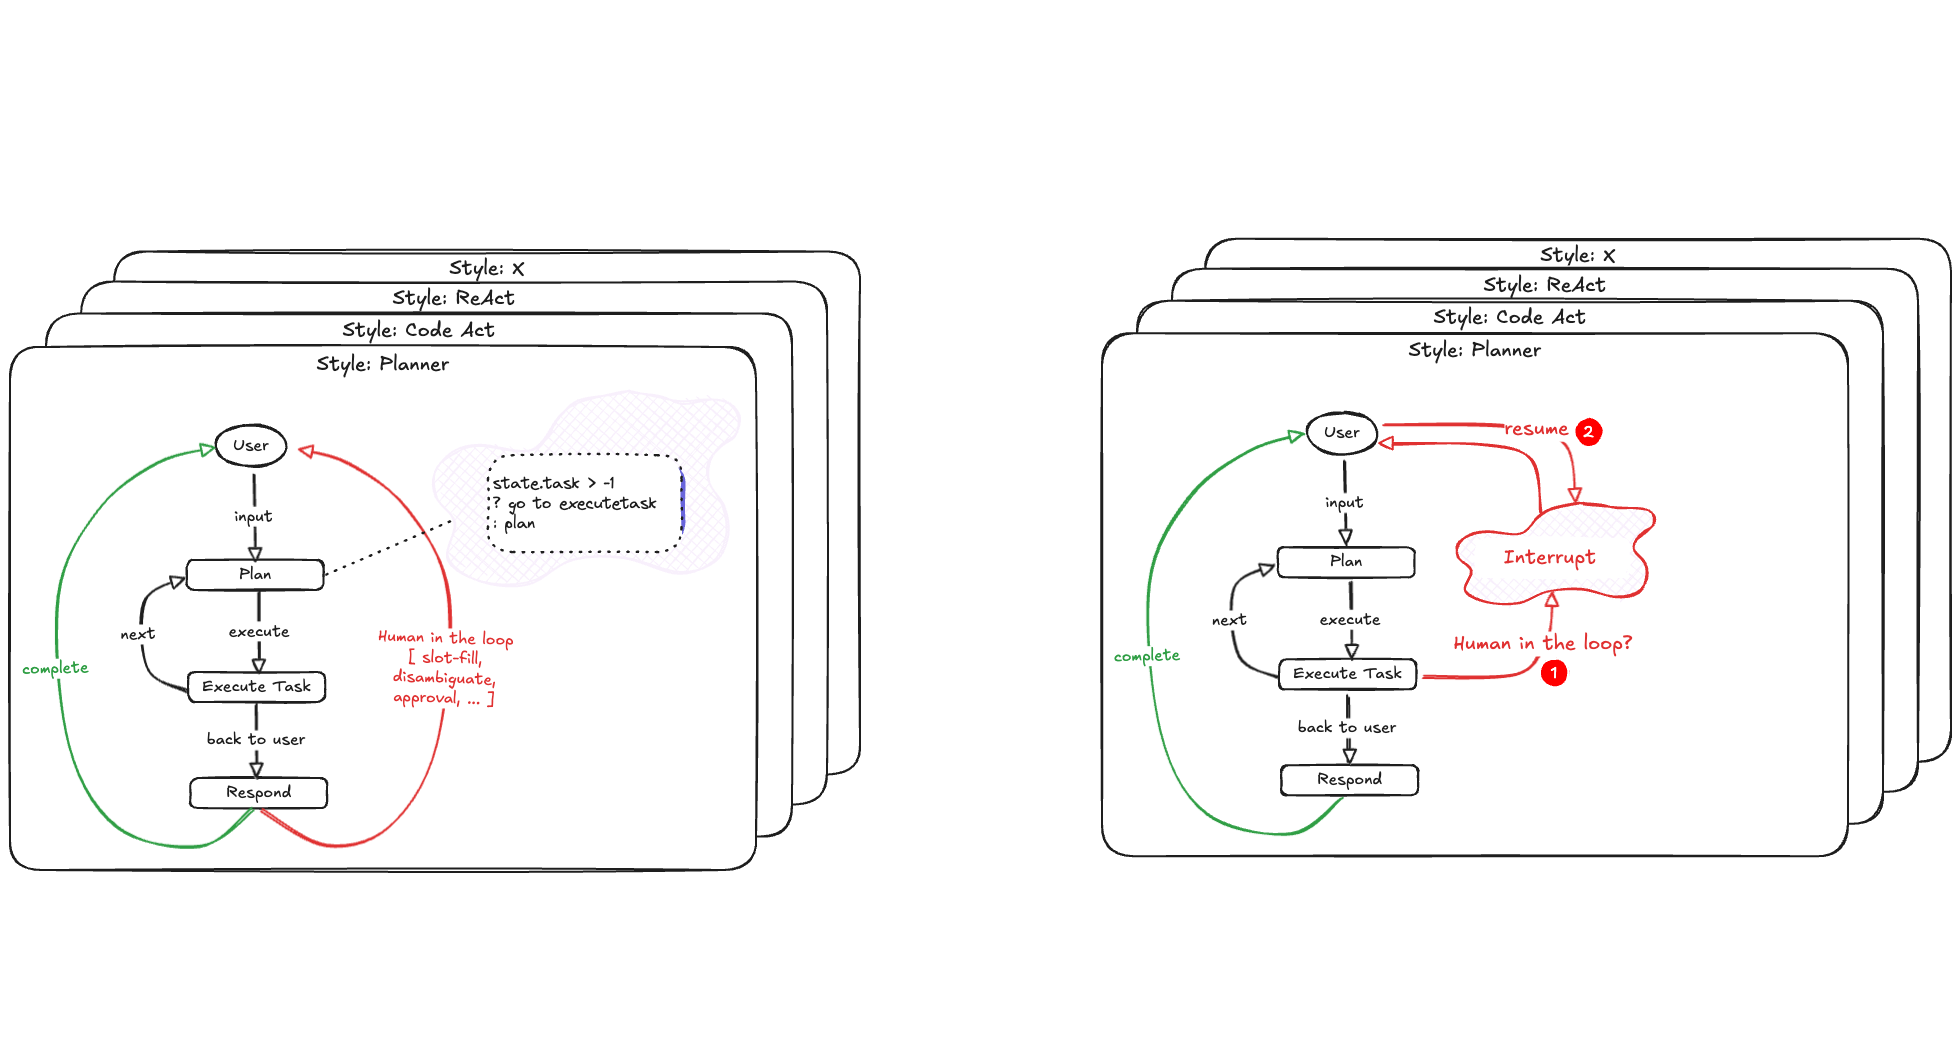 Style: X
Style: ReAct
Style: Code Act
Style: Planner
User
state.task > -1
? go to executetask
: plan
input
Plan
next
execute
Human in the loop
[ slot-fill,
disambiguate,
approval, ... ]
complete
Execute Task
back to user
Respond
Style: X
Style: ReAct
Style: Code Act
Style: Planner
User
resume
2
input
Plan
Interrupt
next
execute
Human in the loop?
1
complete
Execute Task
back to user
Respond